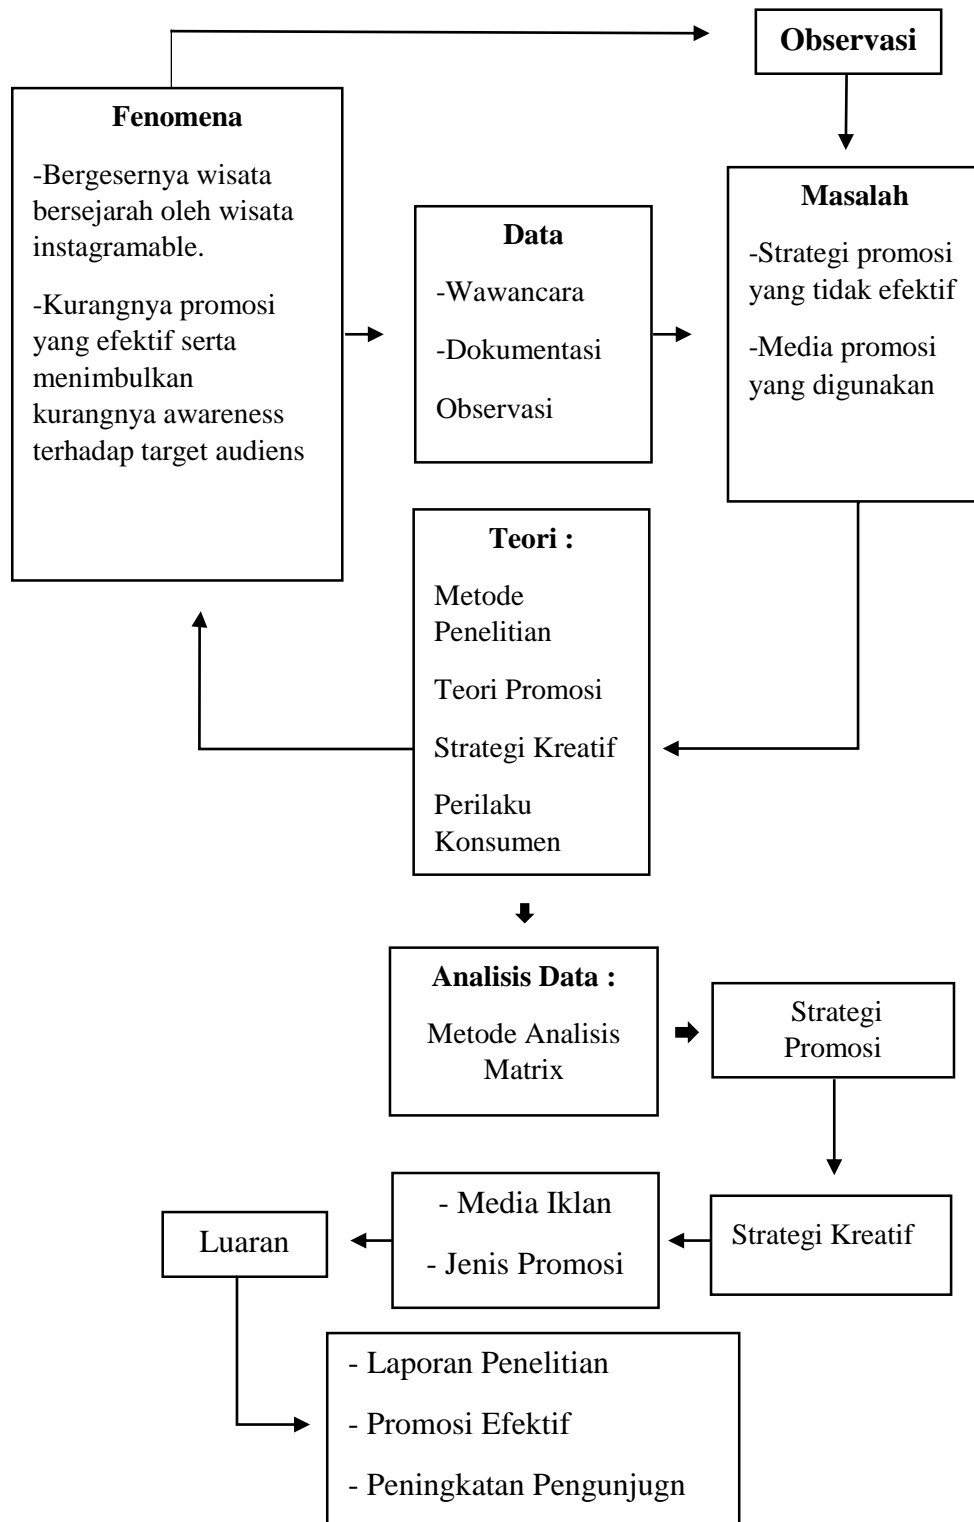 Observasi
Fenomena
-Bergesernya wisata
bersejarah oleh wisata
instagramable.
-Kurangnya promosi
yang efektif serta
menimbulkan
kurangnya awareness
terhadap target audiens
Data
-Wawancara
-Dokumentasi
Observasi
Masalah
-Strategi promosi
yang tidak efektif
-Media promosi
yang digunakan
Teori :
Metode
Penelitian
Teori Promosi
Strategi Kreatif
Perilaku
Konsumen
Analisis Data :
Metode Analisis
Matrix
Strategi
Promosi
Strategi Kreatif
- Media Iklan
- Jenis Promosi
Luaran
- Laporan Penelitian
- Promosi Efektif
- Peningkatan Pengunjugn